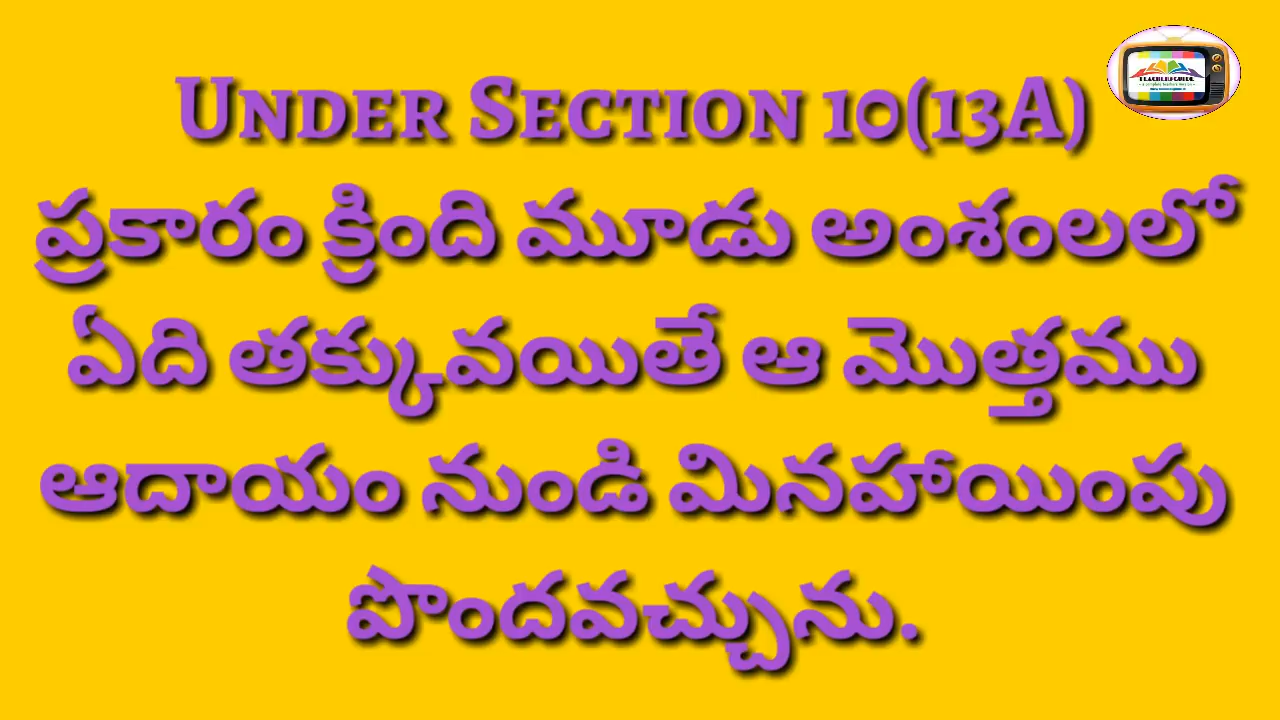 Under Section 10(13A)
ప్రకారం క్రింది మూడు అంశంలలో
ఏది తక్కువయితే ఆ మొత్తము
ఆదాయం నుండి మినహాయింపు
పొందవచ్చును.